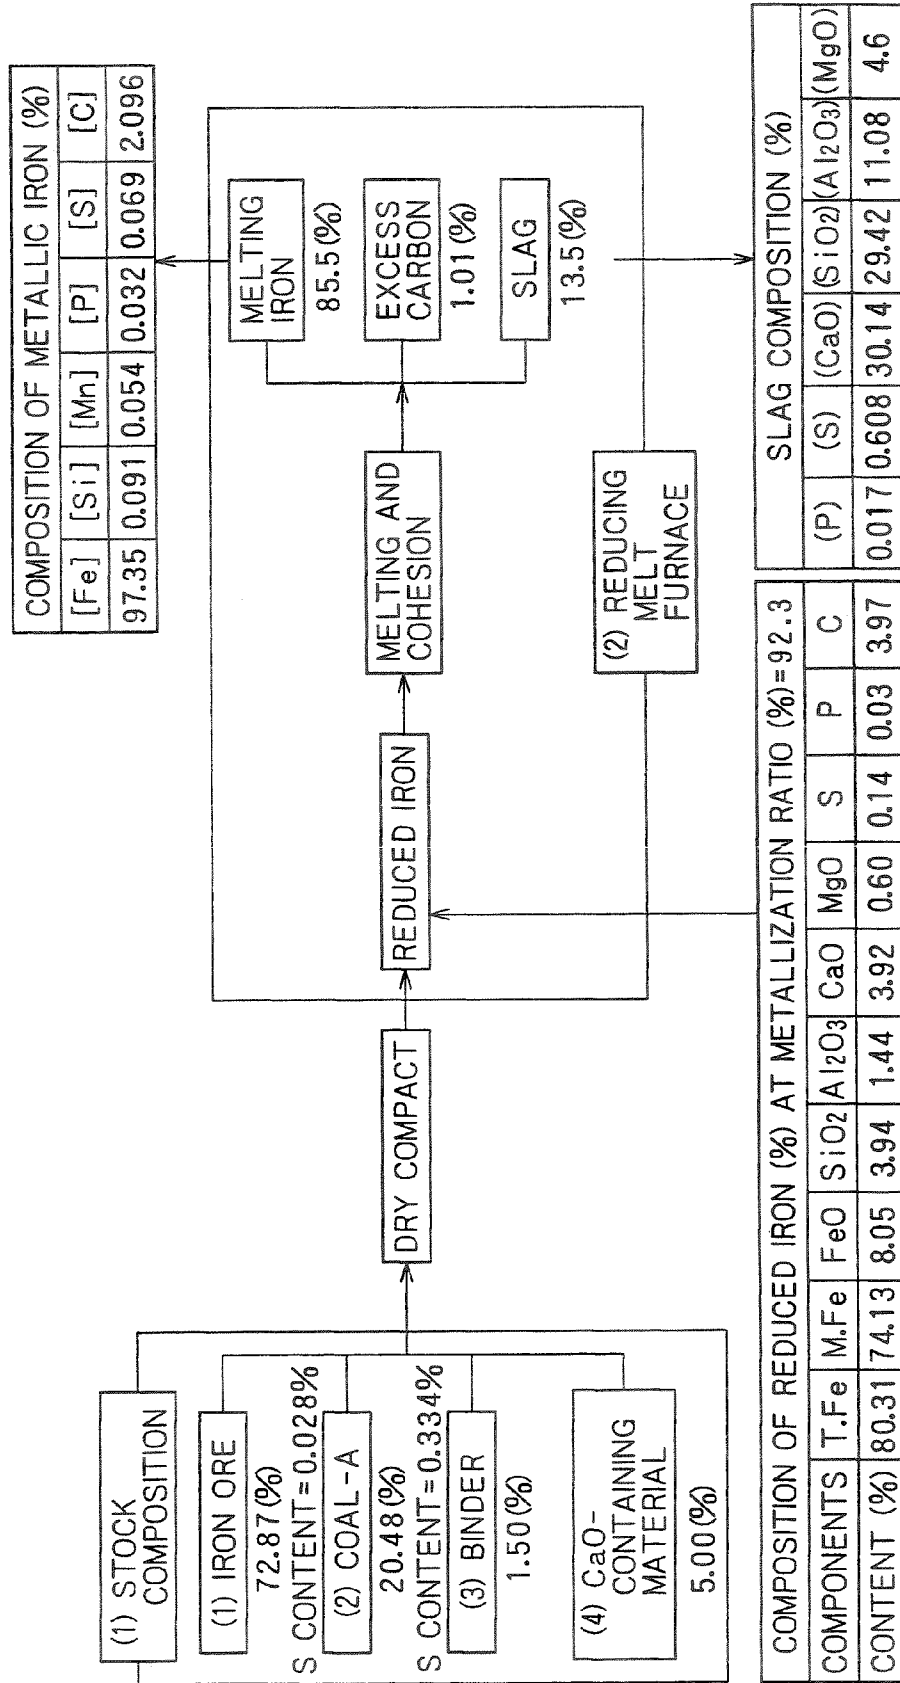 COMPOSITION OF METALLIC IRON (%)
[Fe] [Si] [Mn] [P] [S] [C]
97.35 0.091 0.054 0.032 0.069 2.096
(1) STOCK
COMPOSITION
(1) IRON ORE
72.87(%)
S CONTENT=0.028%
(2) COAL-A
20.48(%)
S CONTENT=0.334%
(3) BINDER
1.50(%)
(4) CaO-
CONTAINING
MATERIAL
5.00(%)
DRY COMPACT
REDUCED IRON
MELTING AND
COHESION
MELTING
IRON
85.5(%)
EXCESS
CARBON
1.01(%)
SLAG
13.5(%)
(2) REDUCING
MELT
FURNACE
COMPOSITION OF REDUCED IRON (%) AT METALLIZATION RATIO (%)=92.3
COMPONENTS T.Fe M.Fe FeO SiO2 Al2O3 CaO MgO S P C
CONTENT (%) 80.31 74.13 8.05 3.94 1.44 3.92 0.60 0.14 0.03 3.97
SLAG COMPOSITION (%)
(P) (S) (CaO) (SiO2) (Al2O3) (MgO)
0.017 0.608 30.14 29.42 11.08 4.6